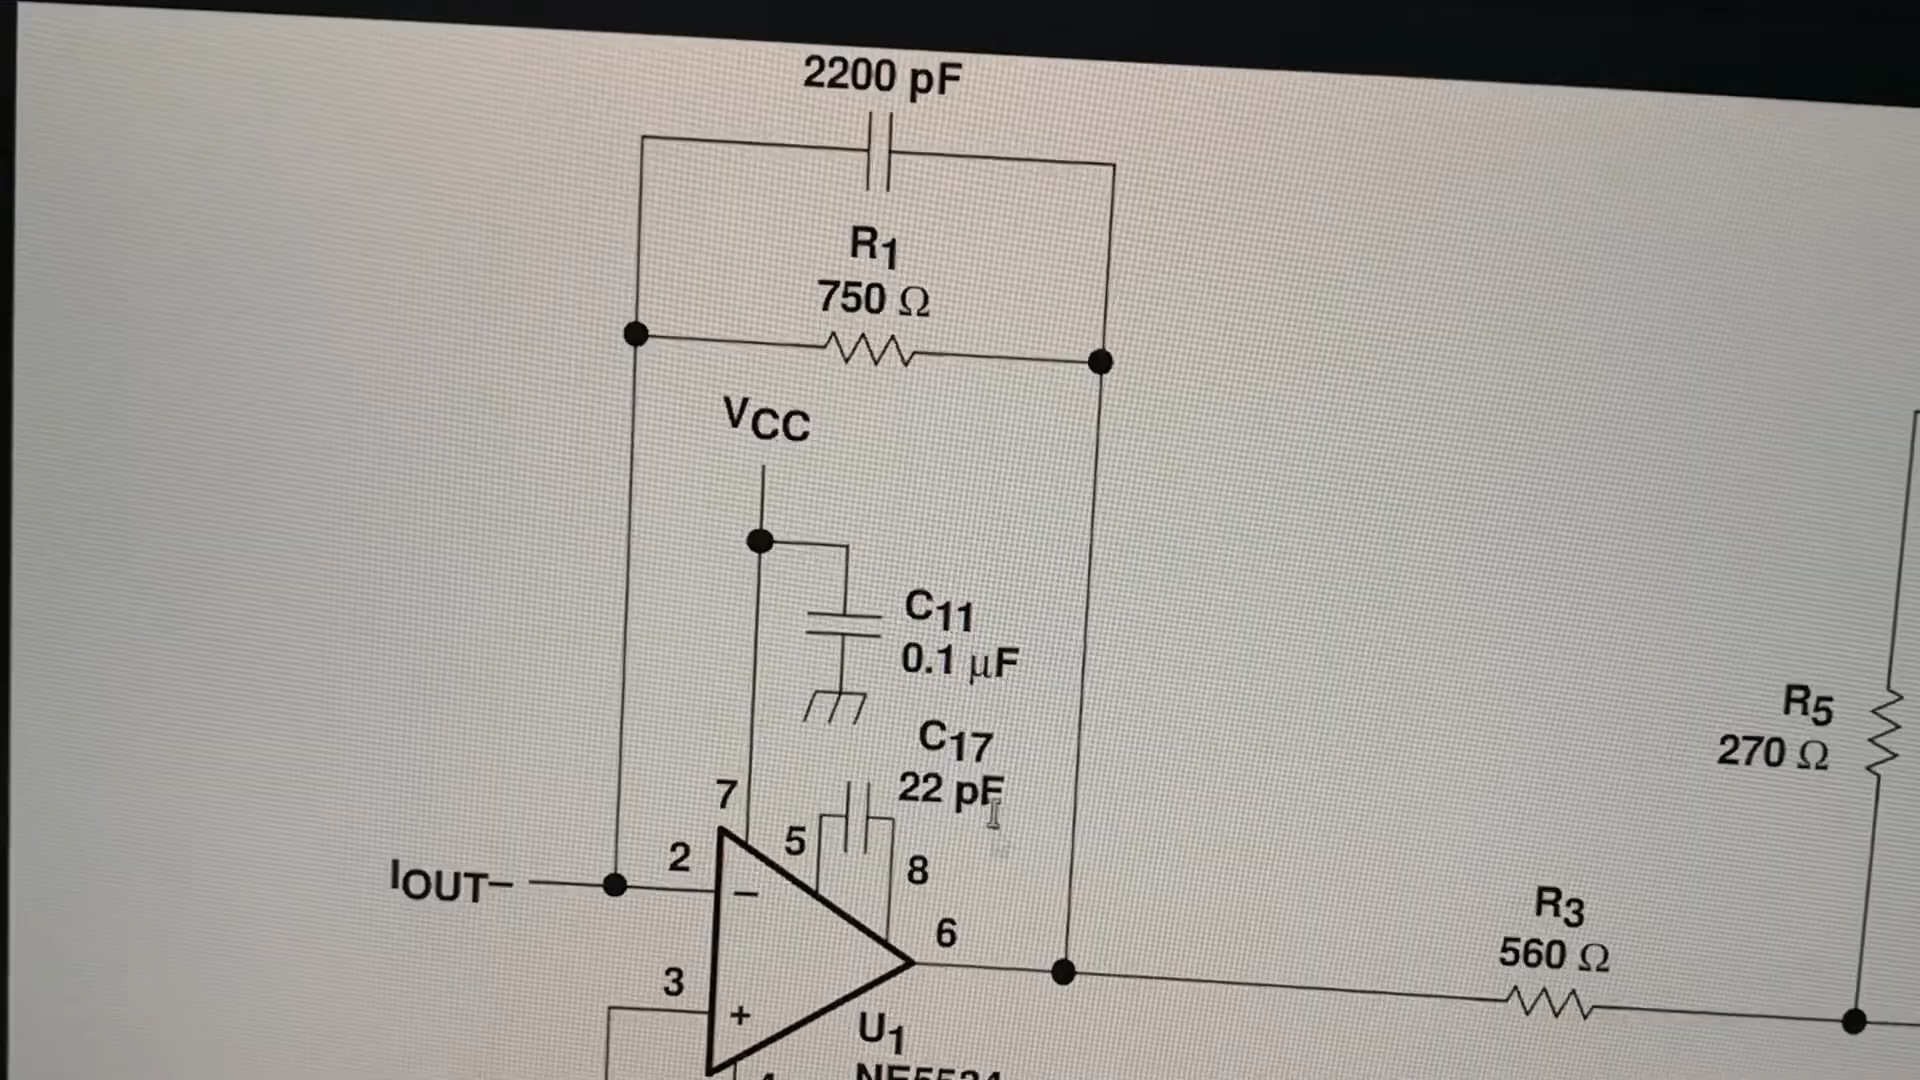 2200 pF
R1
750 Ω
VCC
C11
0.1 µF
C17
22 pF
7
5
2
8
IOUT–
–
6
3
+
U1
R5
270 Ω
R3
560 Ω